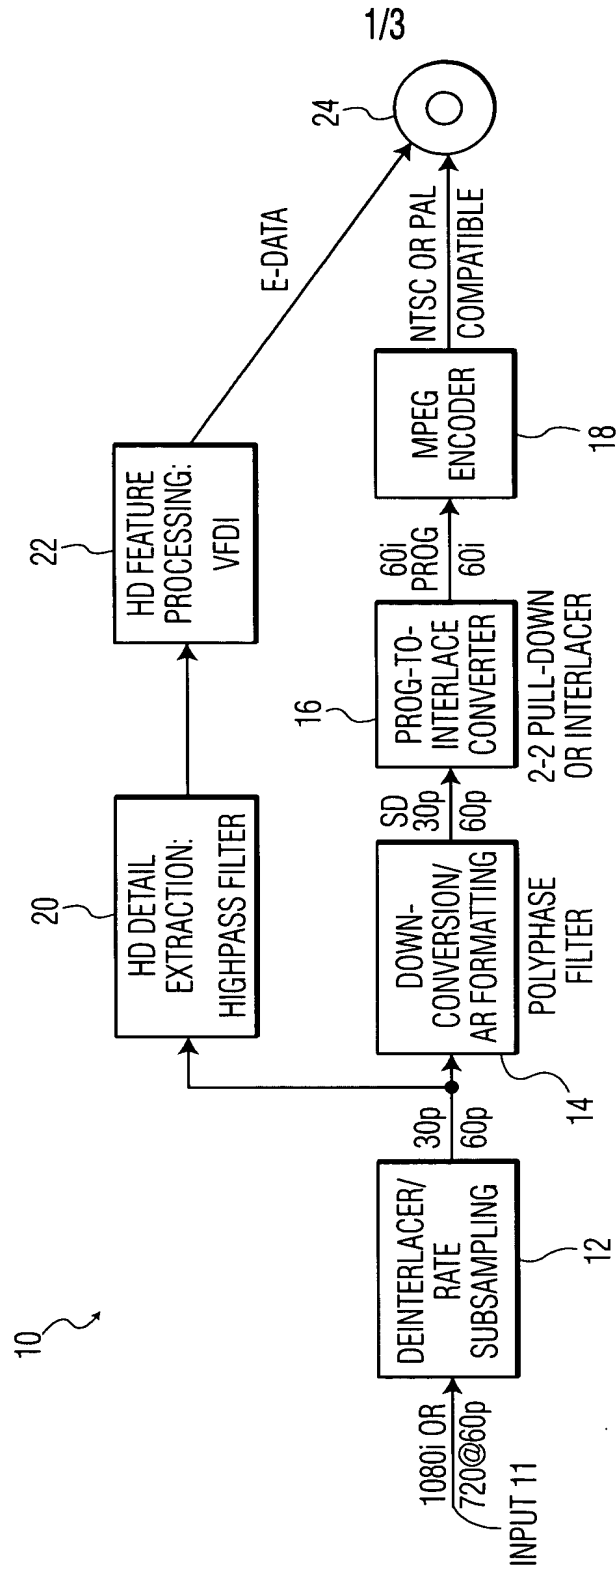 1/3
10
INPUT 11
1080i OR
720@60p
DEINTERLACER/
RATE
SUBSAMPLING
12
30p
60p
HD DETAIL
EXTRACTION:
HIGHPASS FILTER
20
HD FEATURE
PROCESSING:
VFDI
22
E-DATA
24
DOWN-
CONVERSION/
AR FORMATTING
14
POLYPHASE
FILTER
SD
30p
60p
PROG-TO-
INTERLACE
CONVERTER
16
2-2 PULL-DOWN
OR INTERLACER
60i
PROG
60i
MPEG
ENCODER
18
NTSC OR PAL
COMPATIBLE